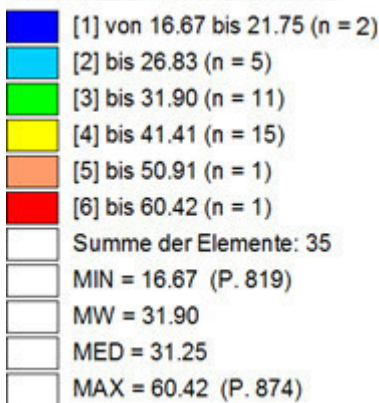 [1] von 16.67 bis 21.75 (n = 2)
[2] bis 26.83 (n = 5)
[3] bis 31.90 (n = 11)
[4] bis 41.41 (n = 15)
[5] bis 50.91 (n = 1)
[6] bis 60.42 (n = 1)
Summe der Elemente: 35
MIN = 16.67 (P. 819)
MW = 31.90
MED = 31.25
MAX = 60.42 (P. 874)